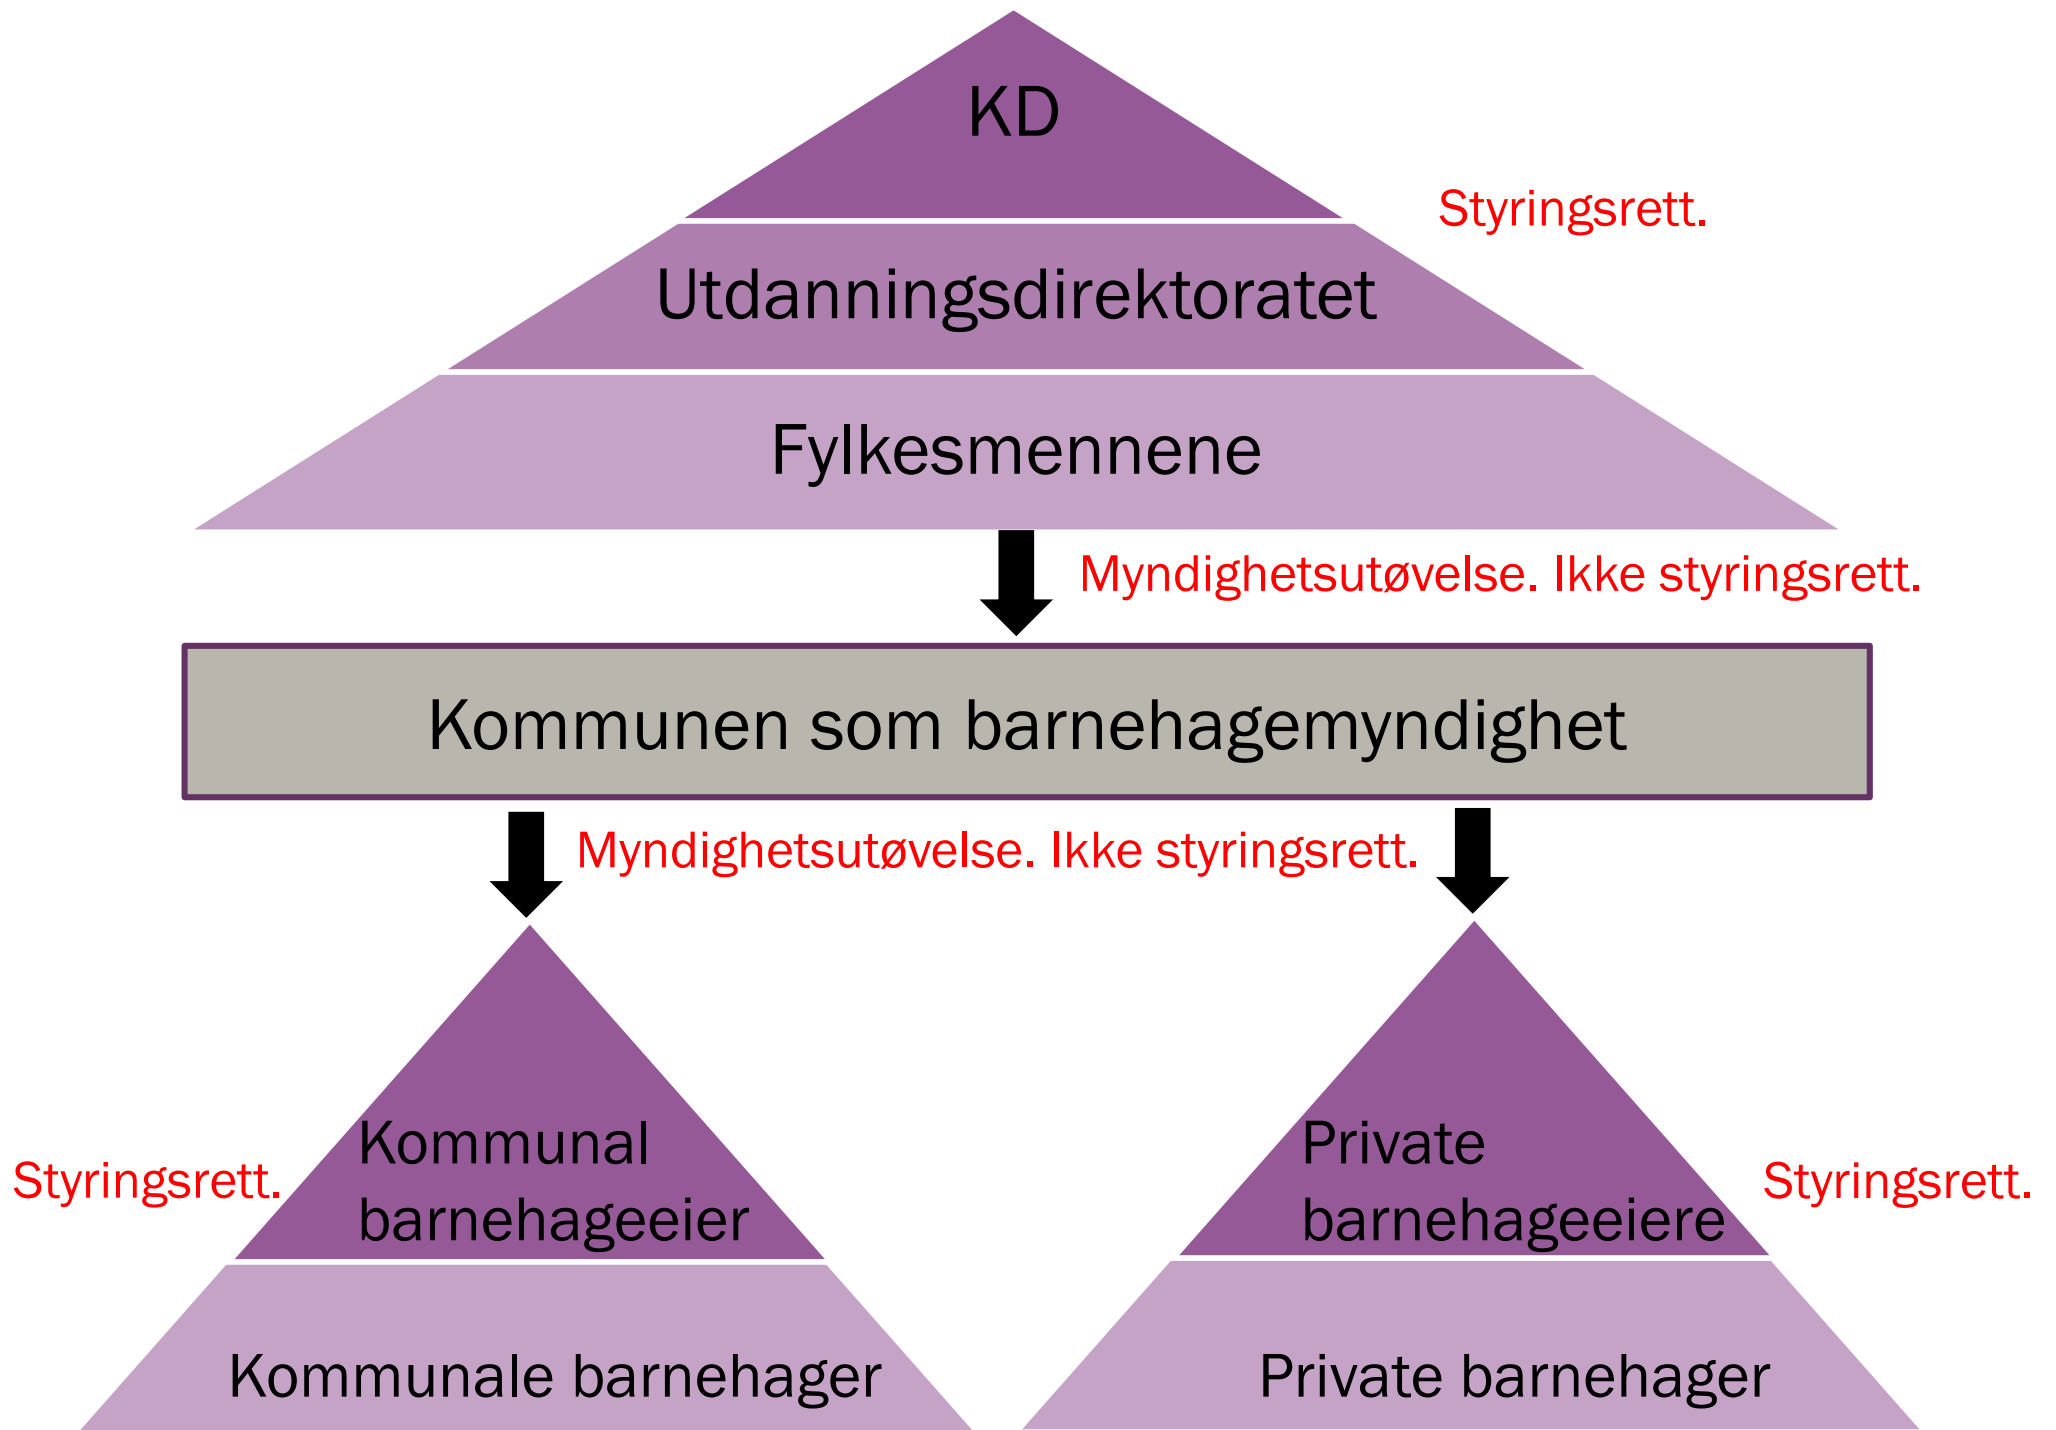 KD
Styringsrett.
Utdanningsdirektoratet
Fylkesmennene
Myndighetsutøvelse. Ikke styringsrett.
Kommunen som barnehagemyndighet
Myndighetsutøvelse. Ikke styringsrett.
Kommunal
barnehageeier
Styringsrett.
Kommunale barnehager
Private
barnehageeiere
Styringsrett.
Private barnehager